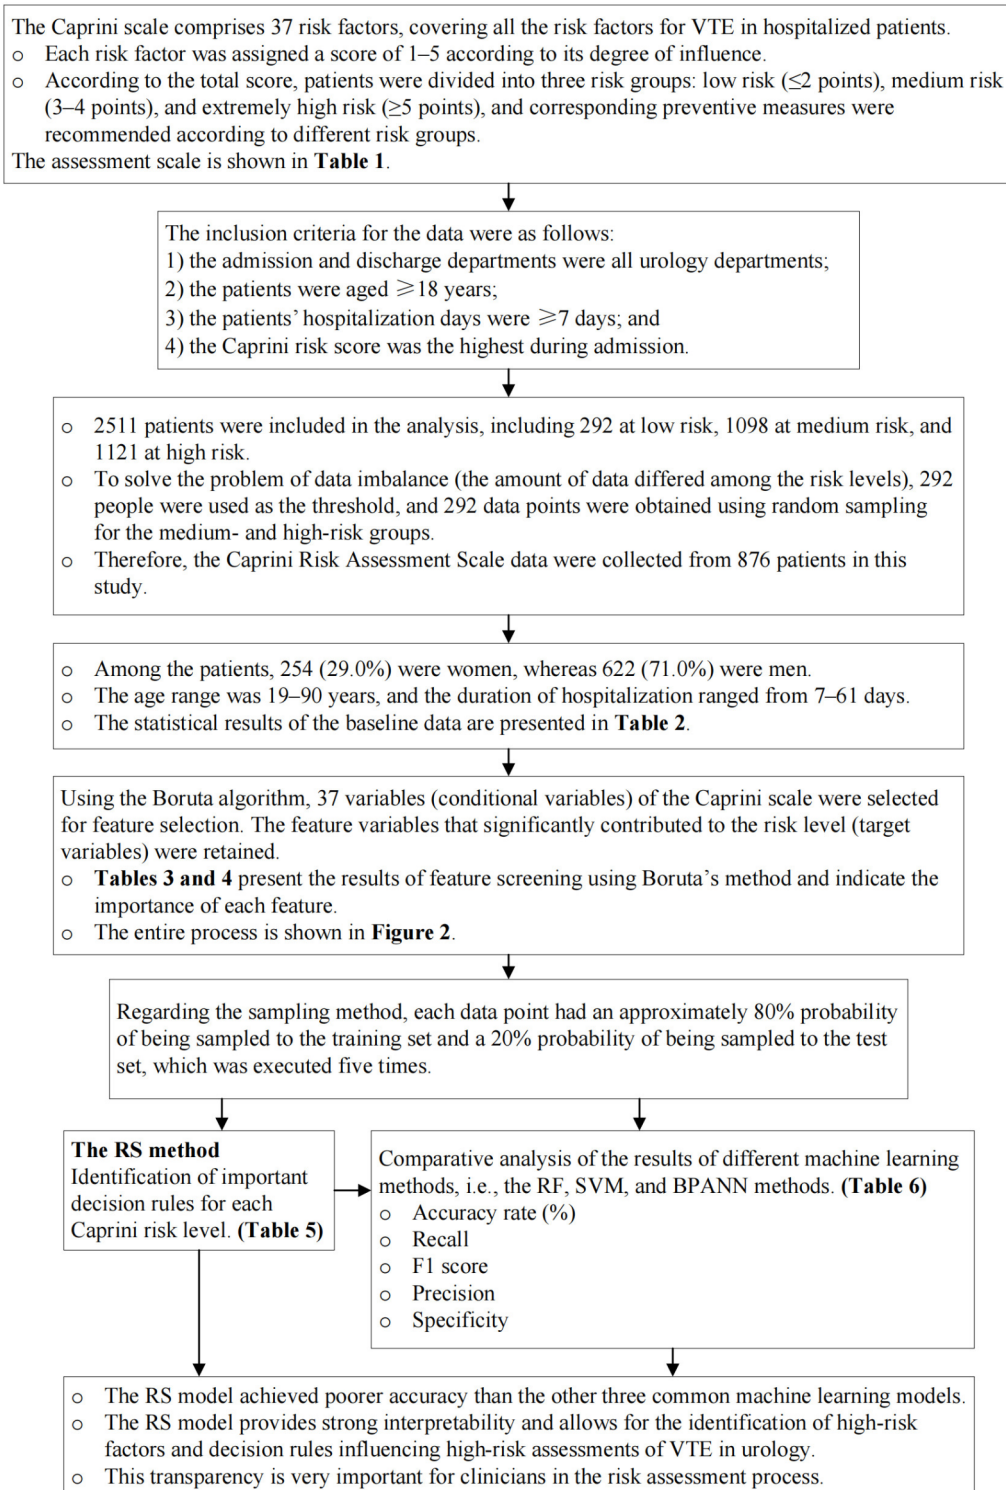 The Caprini scale comprises 37 risk factors, covering all the risk factors for VTE in hospitalized patients.
o Each risk factor was assigned a score of 1–5 according to its degree of influence.
o According to the total score, patients were divided into three risk groups: low risk (≤2 points), medium risk
(3–4 points), and extremely high risk (≥5 points), and corresponding preventive measures were
recommended according to different risk groups.
The assessment scale is shown in Table 1.
The inclusion criteria for the data were as follows:
1) the admission and discharge departments were all urology departments;
2) the patients were aged ≥18 years;
3) the patients' hospitalization days were ≥7 days; and
4) the Caprini risk score was the highest during admission.
o 2511 patients were included in the analysis, including 292 at low risk, 1098 at medium risk, and
1121 at high risk.
o To solve the problem of data imbalance (the amount of data differed among the risk levels), 292
people were used as the threshold, and 292 data points were obtained using random sampling
for the medium- and high-risk groups.
o Therefore, the Caprini Risk Assessment Scale data were collected from 876 patients in this
study.
o Among the patients, 254 (29.0%) were women, whereas 622 (71.0%) were men.
o The age range was 19–90 years, and the duration of hospitalization ranged from 7–61 days.
o The statistical results of the baseline data are presented in Table 2.
Using the Boruta algorithm, 37 variables (conditional variables) of the Caprini scale were selected
for feature selection. The feature variables that significantly contributed to the risk level (target
variables) were retained.
o Tables 3 and 4 present the results of feature screening using Boruta's method and indicate the
importance of each feature.
o The entire process is shown in Figure 2.
Regarding the sampling method, each data point had an approximately 80% probability
of being sampled to the training set and a 20% probability of being sampled to the test
set, which was executed five times.
The RS method
Identification of important
decision rules for each
Caprini risk level. (Table 5)
Comparative analysis of the results of different machine learning
methods, i.e., the RF, SVM, and BPANN methods. (Table 6)
o Accuracy rate (%)
o Recall
o F1 score
o Precision
o Specificity
o The RS model achieved poorer accuracy than the other three common machine learning models.
o The RS model provides strong interpretability and allows for the identification of high-risk
factors and decision rules influencing high-risk assessments of VTE in urology.
o This transparency is very important for clinicians in the risk assessment process.